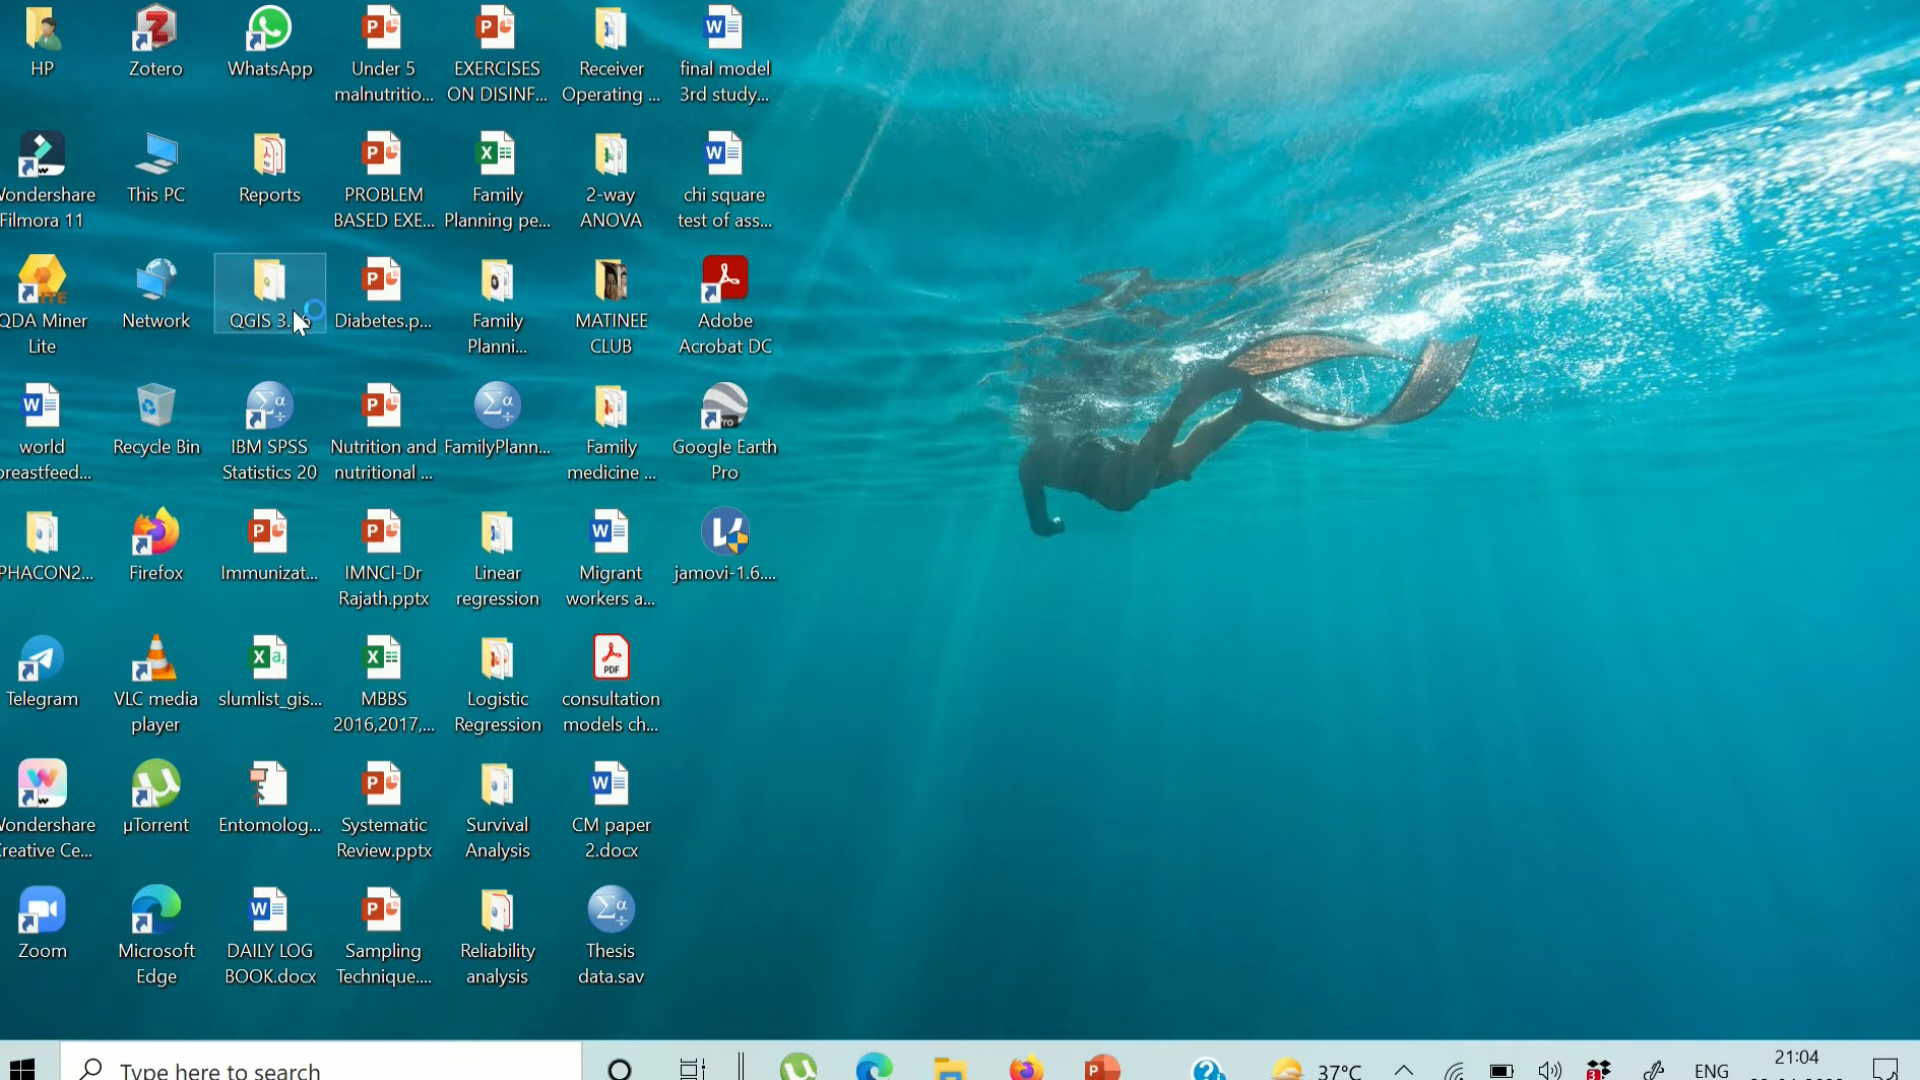 HP
Zotero
WhatsApp
Under 5
malnutritio...
EXERCISES
ON DISINF...
Receiver
Operating ...
final model
3rd study...
Wondershare
Filmora 11
This PC
Reports
PROBLEM
BASED EXE...
Family
Planning pe...
2-way
ANOVA
chi square
test of ass...
QDA Miner
Lite
Network
QGIS 3.
Diabetes.p...
Family
Planni...
MATINEE
CLUB
Adobe
Acrobat DC
world
breastfeed...
Recycle Bin
IBM SPSS
Statistics 20
Nutrition and
nutritional ...
FamilyPlann...
Family
medicine ...
Google Earth
Pro
PHACON2...
Firefox
Immunizat...
IMNCI-Dr
Rajath.pptx
Linear
regression
Migrant
workers a...
jamovi-1.6....
Telegram
VLC media
player
slumlist_gis...
MBBS
2016,2017,...
Logistic
Regression
consultation
models ch...
Wondershare
Creative Ce...
µTorrent
Entomolog...
Systematic
Review.pptx
Survival
Analysis
CM paper
2.docx
Zoom
Microsoft
Edge
DAILY LOG
BOOK.docx
Sampling
Technique....
Reliability
analysis
Thesis
data.sav
Type here to search
37°C
ENG
21:04